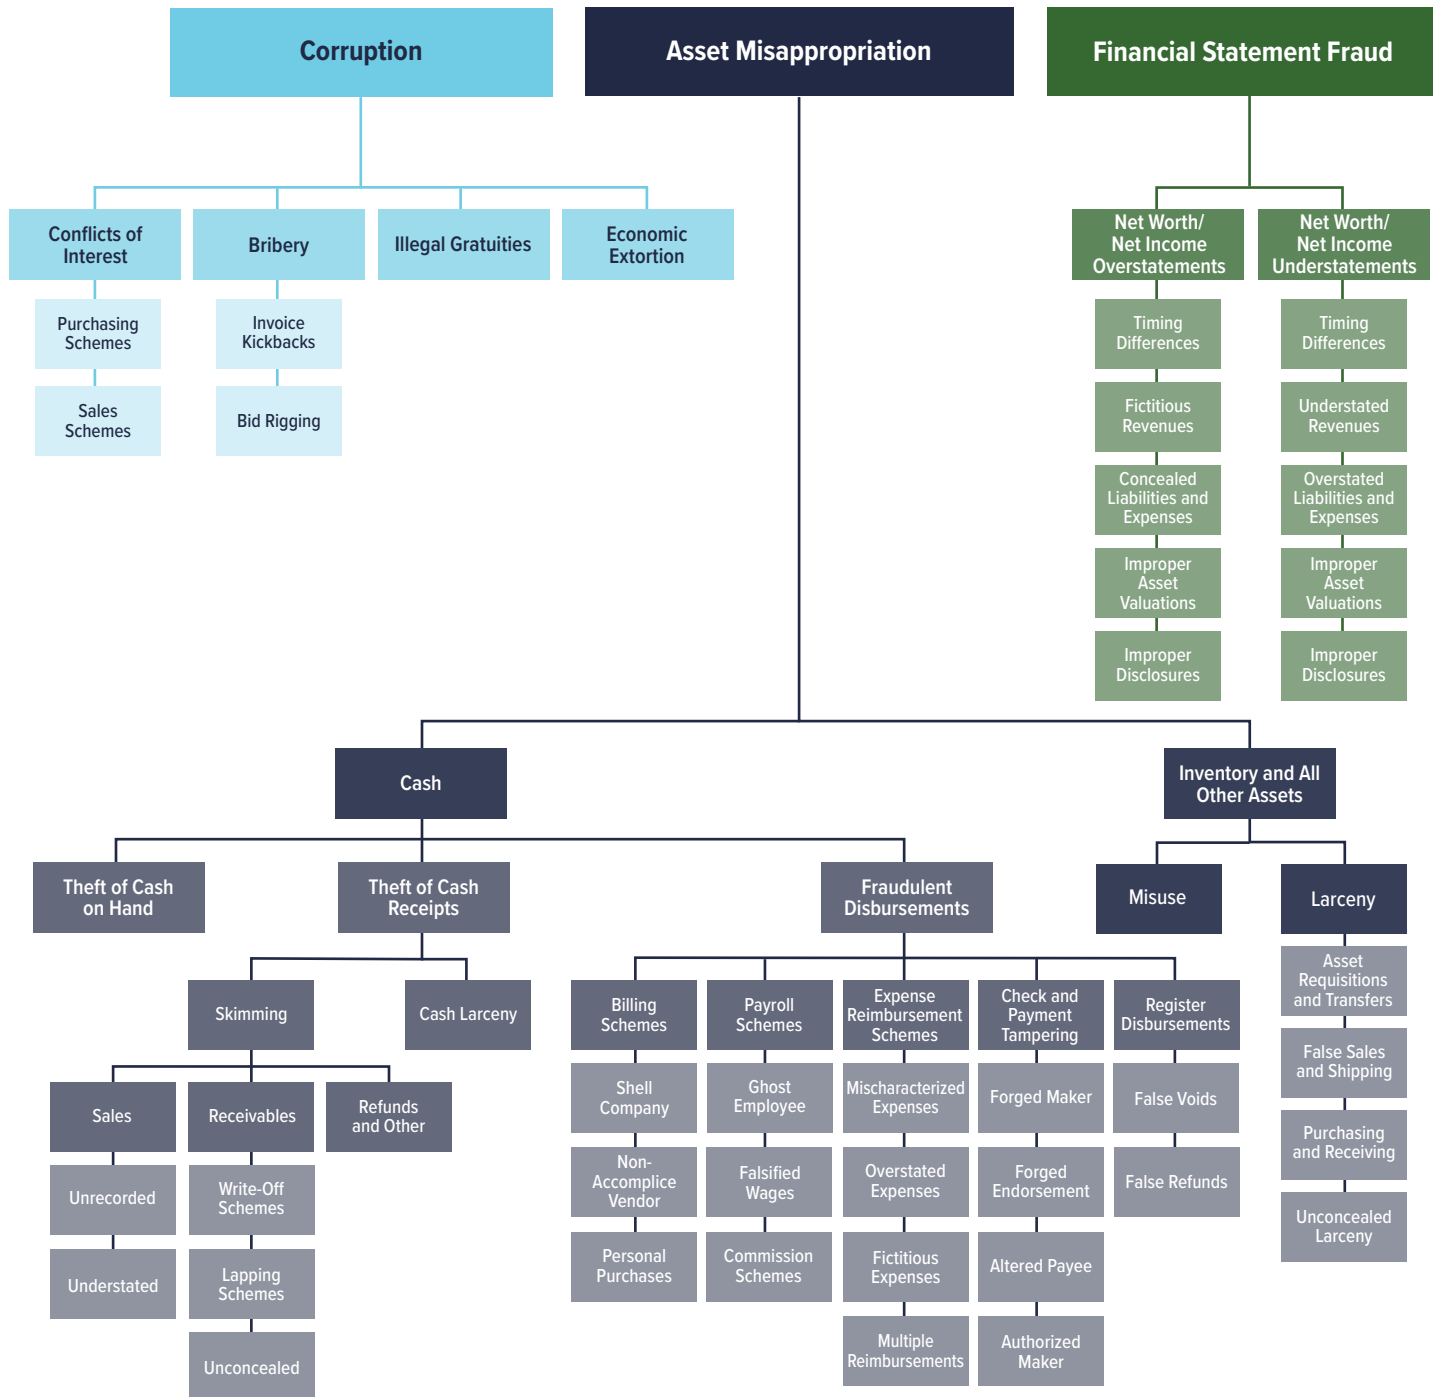 Corruption
Asset Misappropriation
Financial Statement Fraud
Conflicts of
Interest
Bribery
Illegal Gratuities
Economic
Extortion
Net Worth/
Net Income
Overstatements
Net Worth/
Net Income
Understatements
Purchasing
Schemes
Sales
Schemes
Invoice
Kickbacks
Bid Rigging
Timing
Differences
Fictitious
Revenues
Concealed
Liabilities and
Expenses
Improper
Asset
Valuations
Improper
Disclosures
Timing
Differences
Understated
Revenues
Overstated
Liabilities and
Expenses
Improper
Asset
Valuations
Improper
Disclosures
Cash
Inventory and All
Other Assets
Theft of Cash
on Hand
Theft of Cash
Receipts
Fraudulent
Disbursements
Misuse
Larceny
Skimming
Cash Larceny
Sales
Unrecorded
Understated
Receivables
Write-Off
Schemes
Lapping
Schemes
Unconcealed
Refunds
and Other
Billing
Schemes
Shell
Company
Non-
Accomplice
Vendor
Personal
Purchases
Payroll
Schemes
Ghost
Employee
Falsified
Wages
Commission
Schemes
Expense
Reimbursement
Schemes
Mischaracterized
Expenses
Overstated
Expenses
Fictitious
Expenses
Multiple
Reimbursements
Check and
Payment
Tampering
Forged Maker
Forged
Endorsement
Altered Payee
Authorized
Maker
Register
Disbursements
False Voids
False Refunds
Asset
Requisitions
and Transfers
False Sales
and Shipping
Purchasing
and Receiving
Unconcealed
Larceny